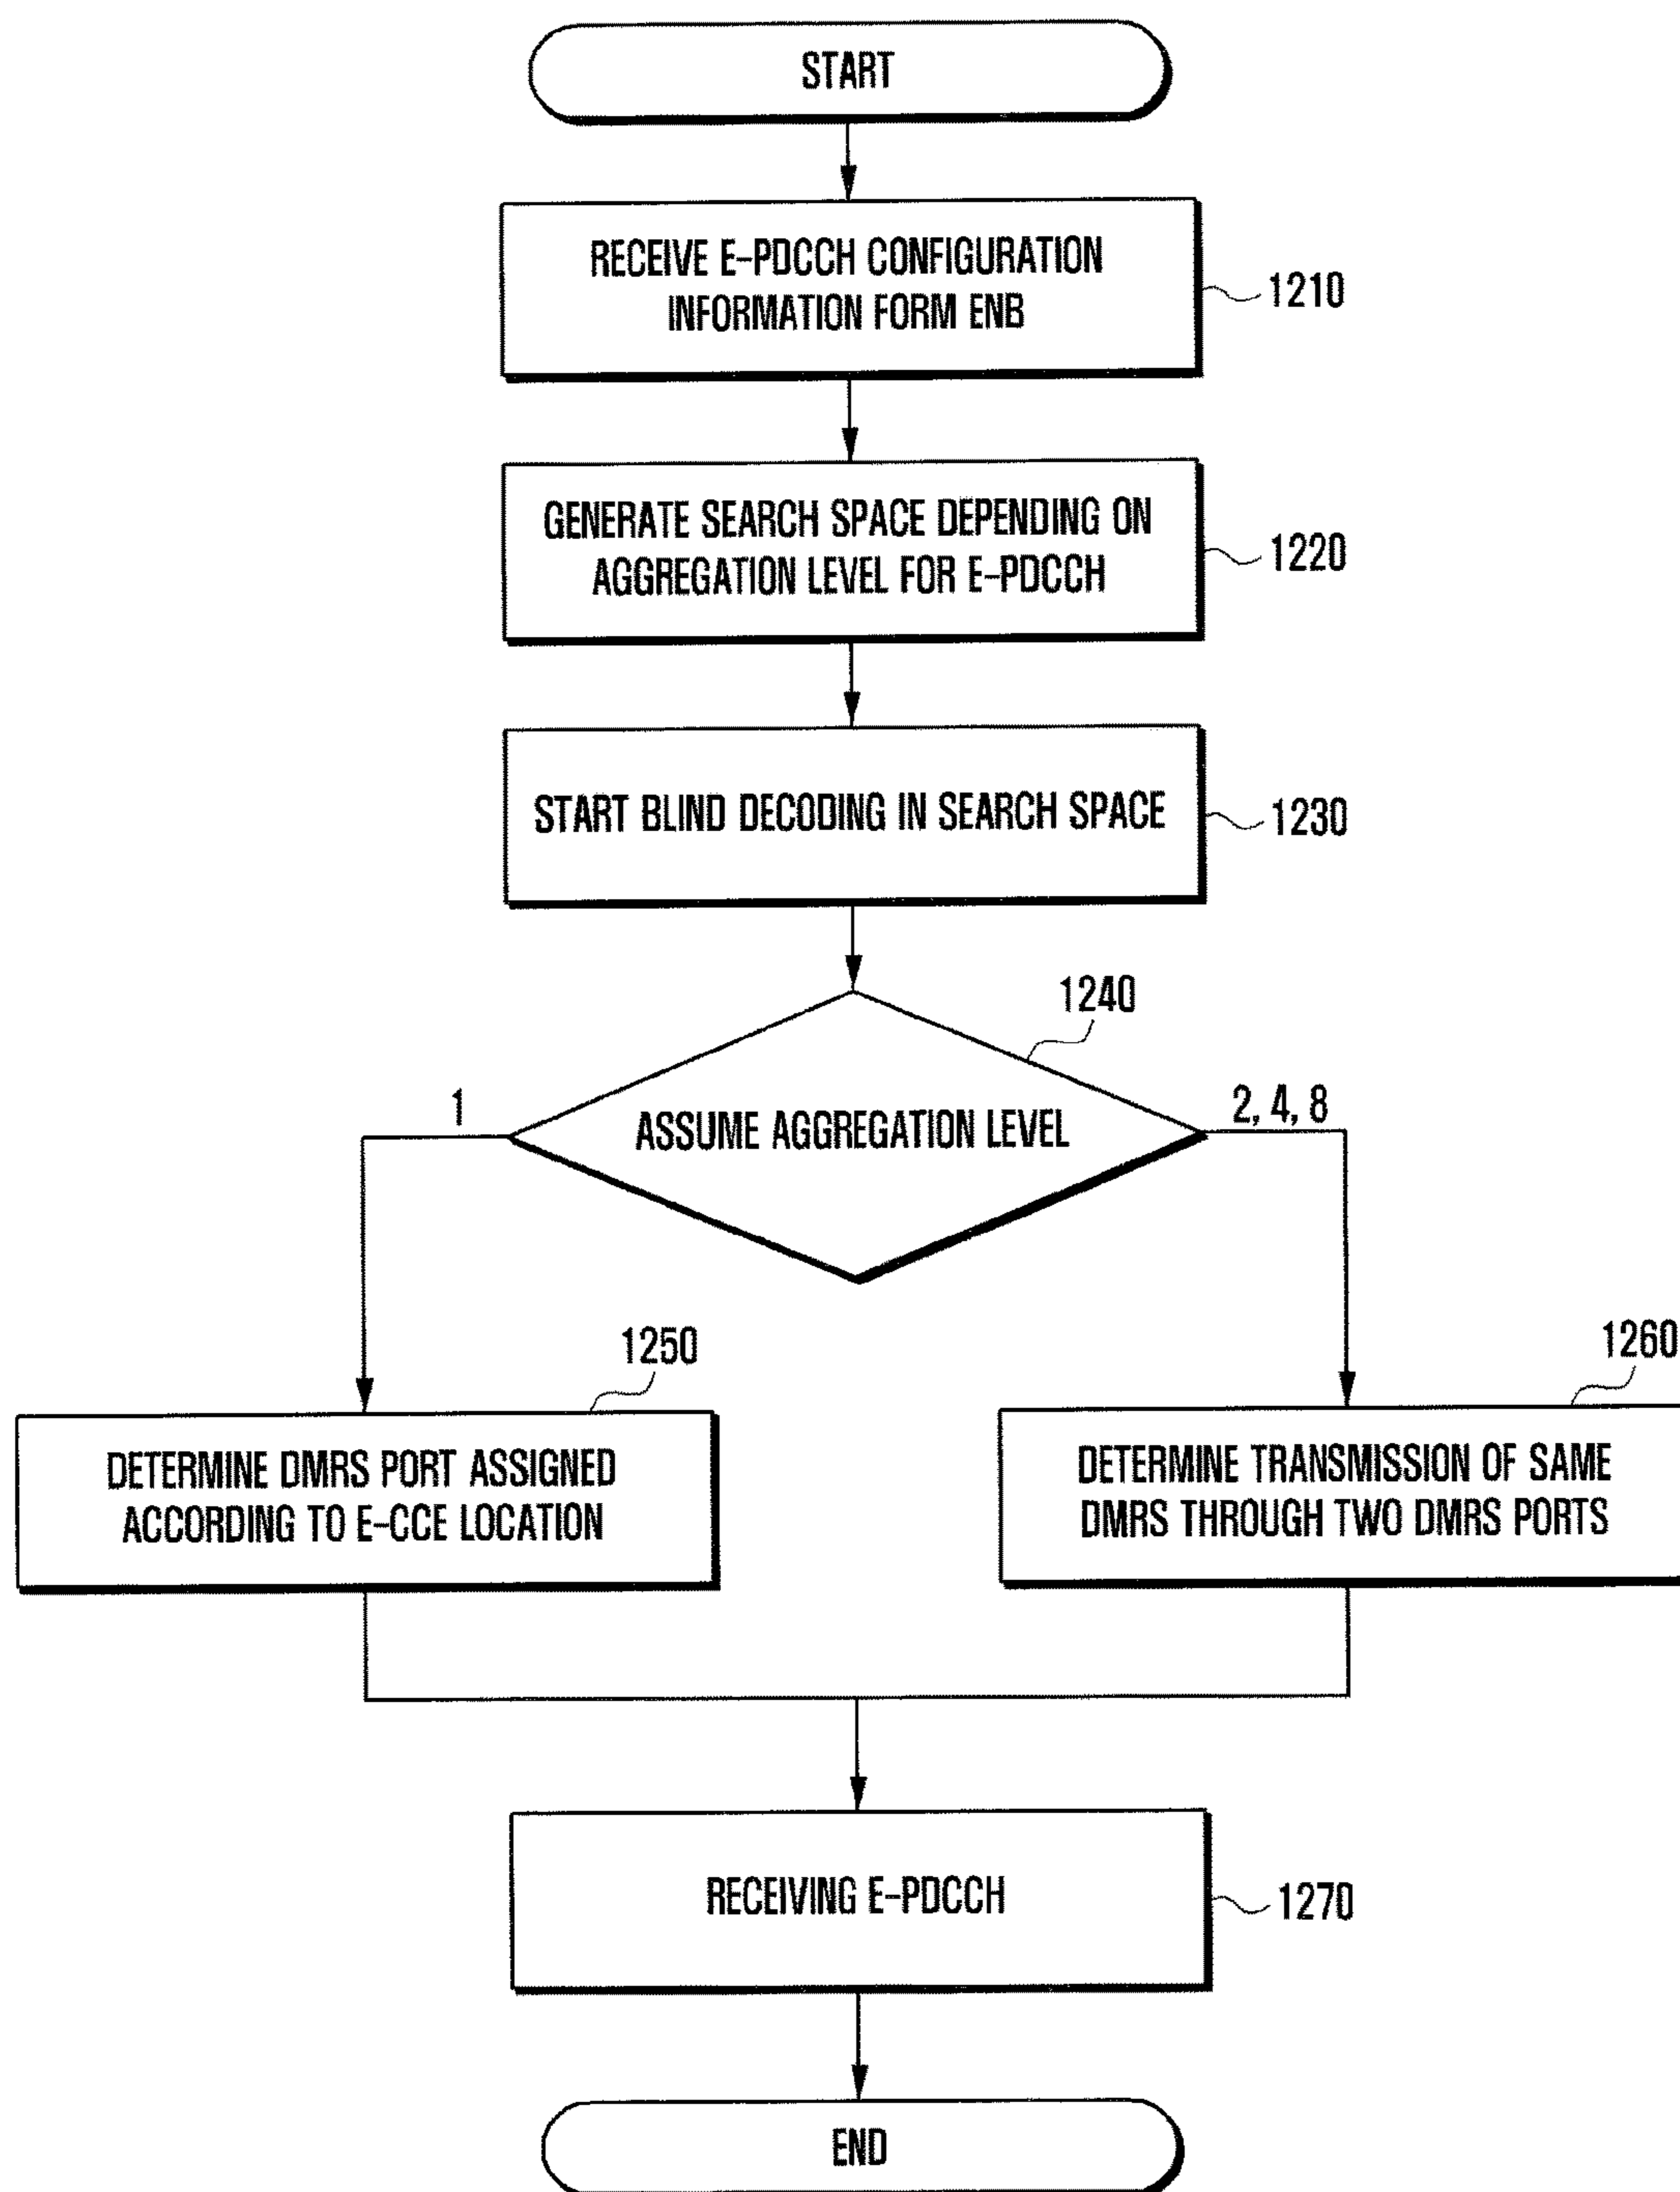 START
RECEIVE E-PDCCH CONFIGURATION
INFORMATION FORM ENB
1210
GENERATE SEARCH SPACE DEPENDING ON
AGGREGATION LEVEL FOR E-PDCCH
1220
START BLIND DECODING IN SEARCH SPACE
1230
1240
ASSUME AGGREGATION LEVEL
1
2, 4, 8
1250
DETERMINE DMRS PORT ASSIGNED
ACCORDING TO E-CCE LOCATION
1260
DETERMINE TRANSMISSION OF SAME
DMRS THROUGH TWO DMRS PORTS
RECEIVING E-PDCCH
1270
END